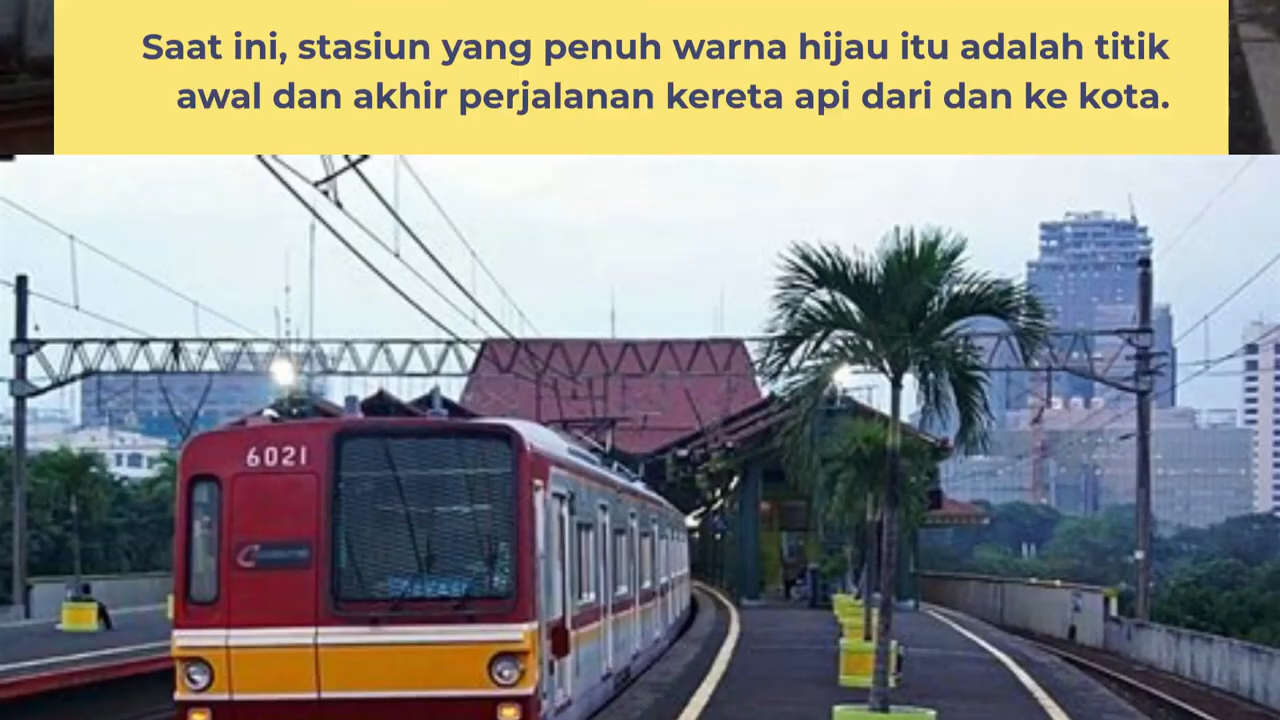 Saat ini, stasiun yang penuh warna hijau itu adalah titik
awal dan akhir perjalanan kereta api dari dan ke kota.
6021